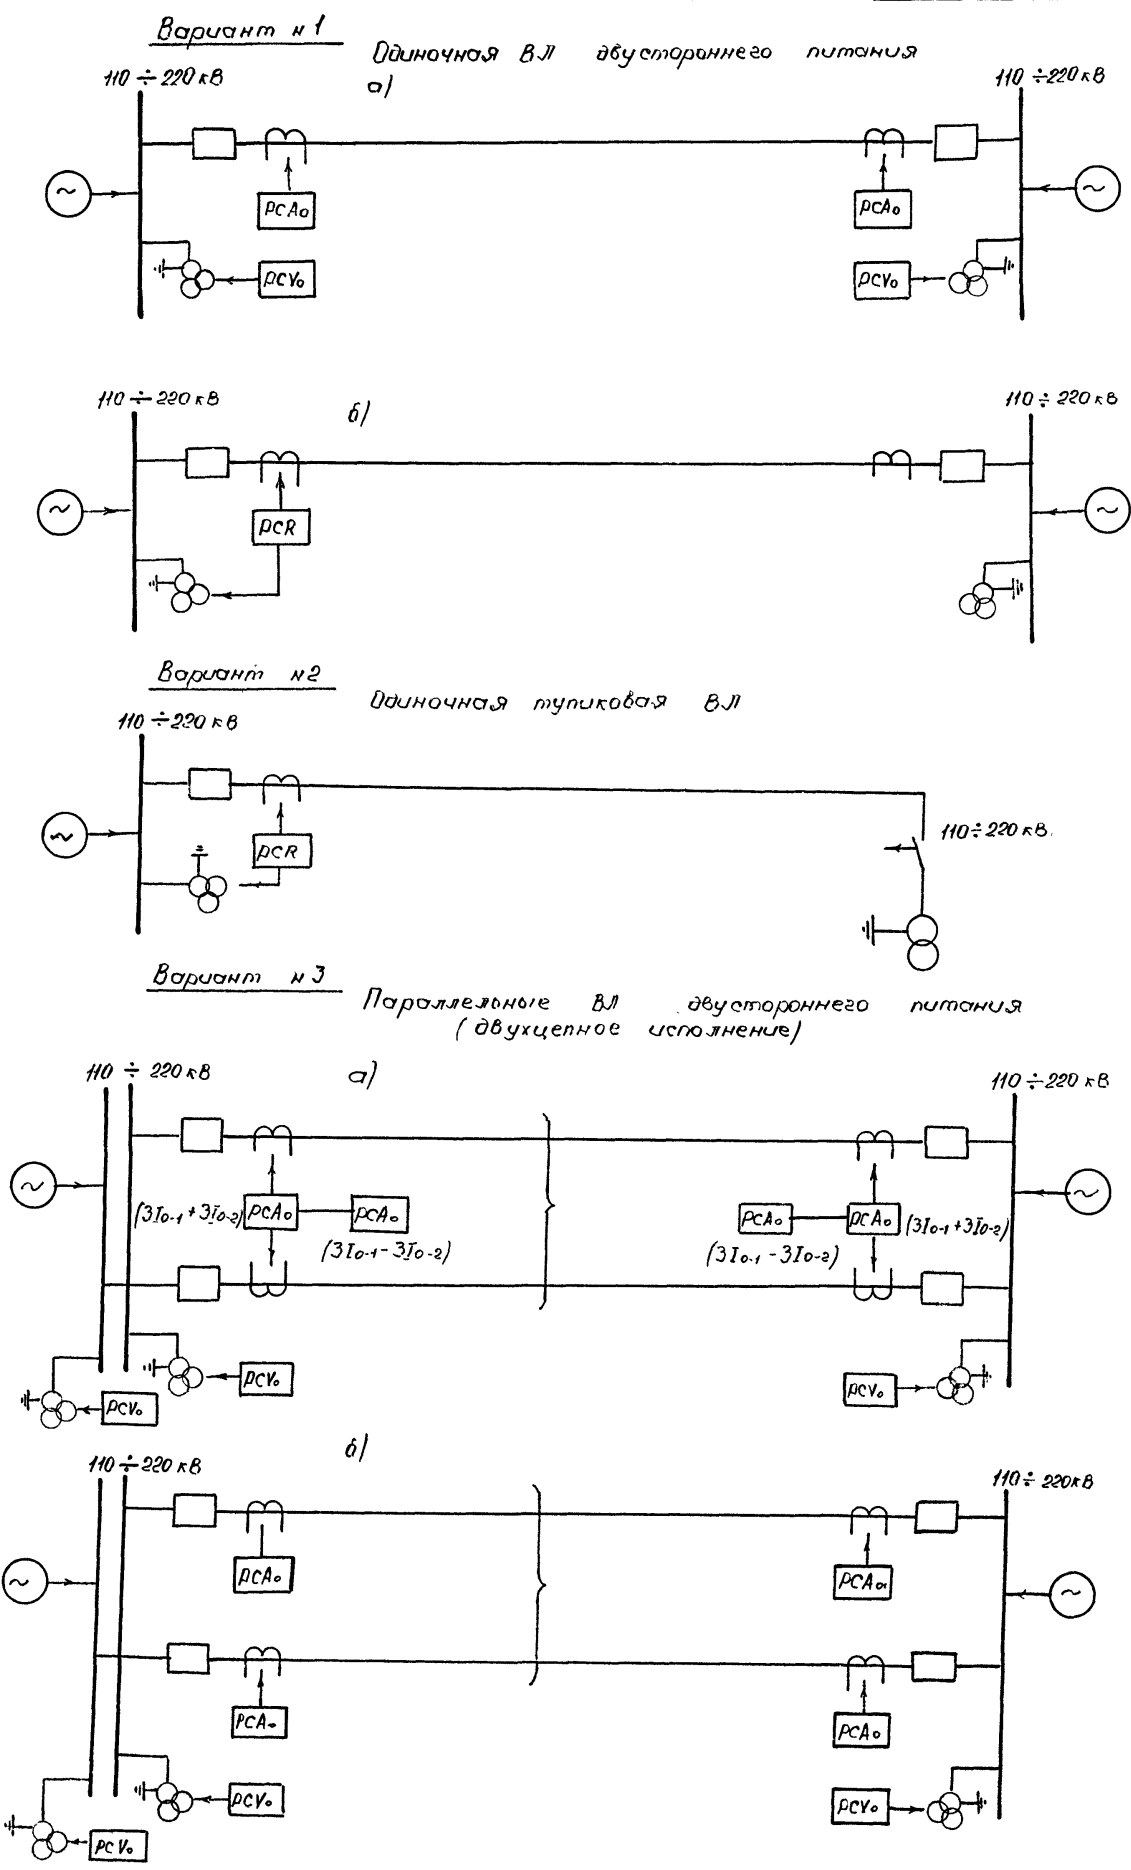 Вариант н 1
Одиночная ВЛ двустороннего питания
110 ÷ 220 кВ
а)
110 ÷ 220 кВ
РСА₀
РСА₀
РСV₀
РСV₀
110 ÷ 220 кВ
б)
110 ÷ 220 кВ
РСR
Вариант н 2
Одиночная тупиковая ВЛ
110 ÷ 220 кВ
110 ÷ 220 кВ.
РСR
Вариант н 3
Параллельные ВЛ двустороннего питания
(двухцепное исполнение)
110 ÷ 220 кВ
а)
110 ÷ 220 кВ
(3I₀₋₁ + 3I₀₋₂) РСА₀ РСА₀
РСА₀ РСА₀ (3I₀₋₁ + 3I₀₋₂)
(3I₀₋₁ - 3I₀₋₂)
(3I₀₋₁ - 3I₀₋₂)
РСV₀
РСV₀
РСV₀
б)
110 ÷ 220 кВ
110 ÷ 220 кВ
РСА₀
РСА₀
РСА₀
РСА₀
РСV₀
РСV₀
РСV₀